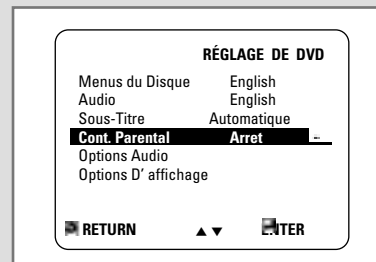 RÉGLAGE DE DVD
Menus du Disque English
Audio English
Sous-Titre Automatique
Cont. Parental Arret
Options Audio
Options D' affichage
RETURN ▲ ▼ ENTER